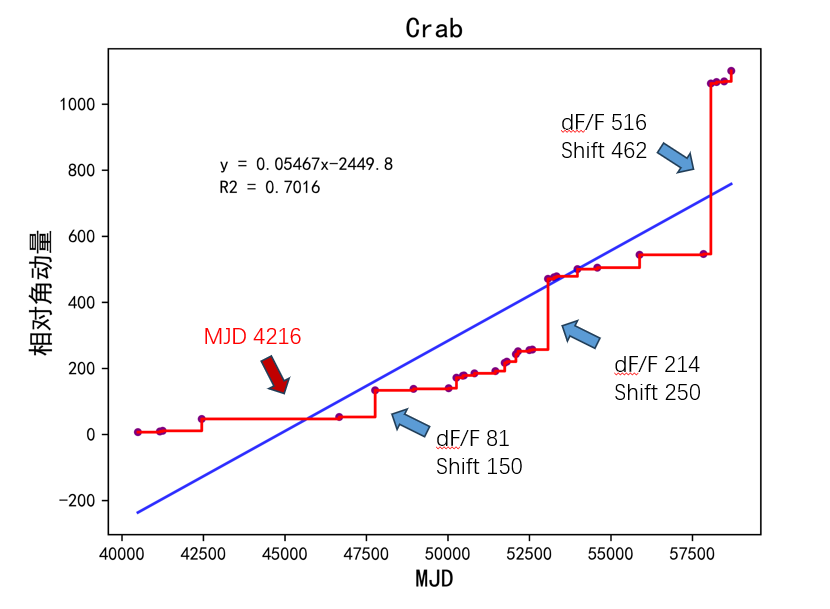 Crab
1000
800
600
400
200
0
−200
相对角动量
y = 0.05467x-2449.8
R2 = 0.7016
dF/F 516
Shift 462
MJD 4216
dF/F 214
Shift 250
dF/F 81
Shift 150
40000 42500 45000 47500 50000 52500 55000 57500
MJD